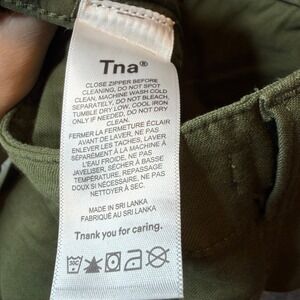 Tna®
CLOSE ZIPPER BEFORE
CLEANING, DO NOT SPOT
CLEAN, MACHINE WASH COLD
SEPARATELY, DO NOT BLEACH,
TUMBLE DRY LOW, COOL IRON
ONLY IF NEEDED, DO NOT DRY
CLEAN.
FERMER LA FERMETURE ÉCLAIR
AVANT DE LAVER, NE PAS
ENLEVER LES TACHES, LAVER
SÉPARÉMENT À LA MACHINE À
L'EAU FROIDE, NE PAS
JAVELISER, SÉCHER À BASSE
TEMPÉRATURE, REPASSAGE
DOUX SI NÉCESSAIRE, NE PAS
NETTOYER À SEC.
MADE IN SRI LANKA
FABRIQUÉ AU SRI LANKA
Thank you for caring.
30C